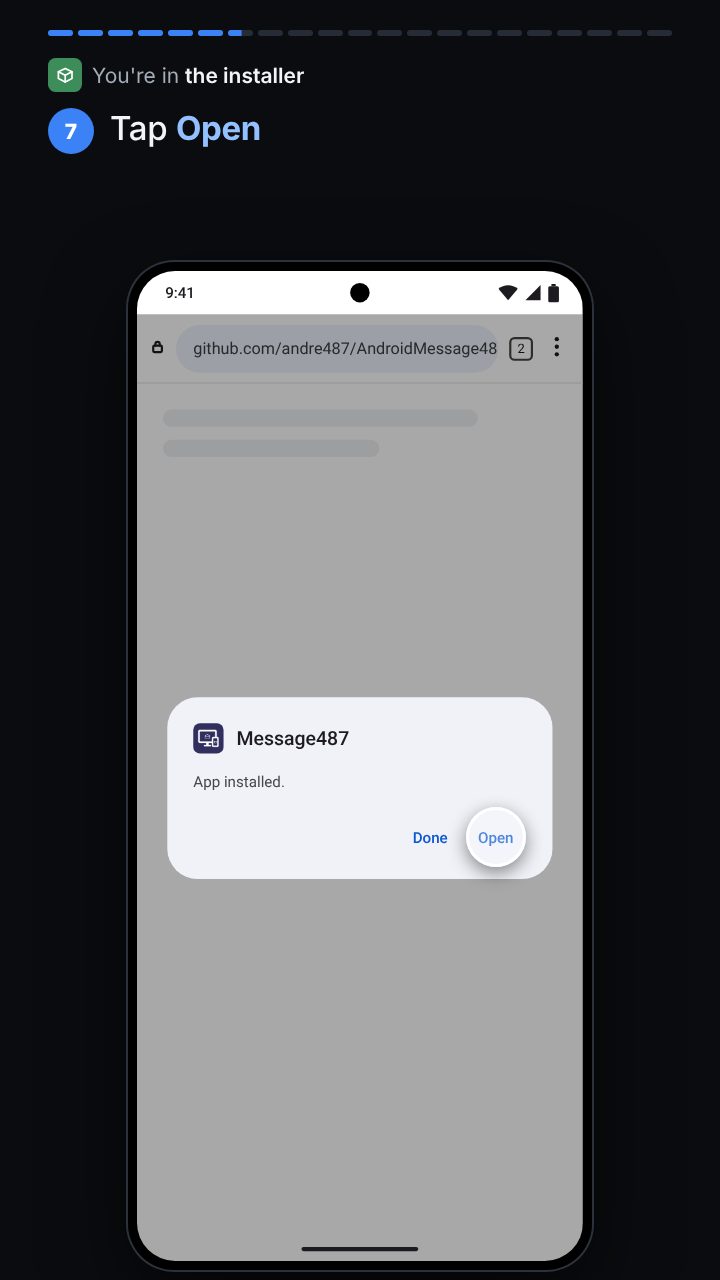 You're in the installer
7
Tap Open
9:41
github.com/andre487/AndroidMessage48
2
Message487
App installed.
Done
Open